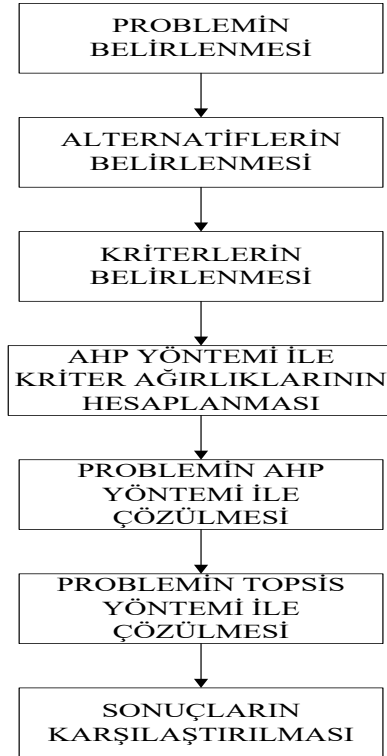 PROBLEMİN
BELİRLENMESİ
ALTERNATİFLERİN
BELİRLENMESİ
KRİTERLERİN
BELİRLENMESİ
AHP YÖNTEMİ İLE
KRİTER AĞIRLIKLARININ
HESAPLANMASI
PROBLEMİN AHP
YÖNTEMİ İLE
ÇÖZÜLMESİ
PROBLEMİN TOPSİS
YÖNTEMİ İLE
ÇÖZÜLMESİ
SONUÇLARIN
KARŞILAŞTIRILMASI